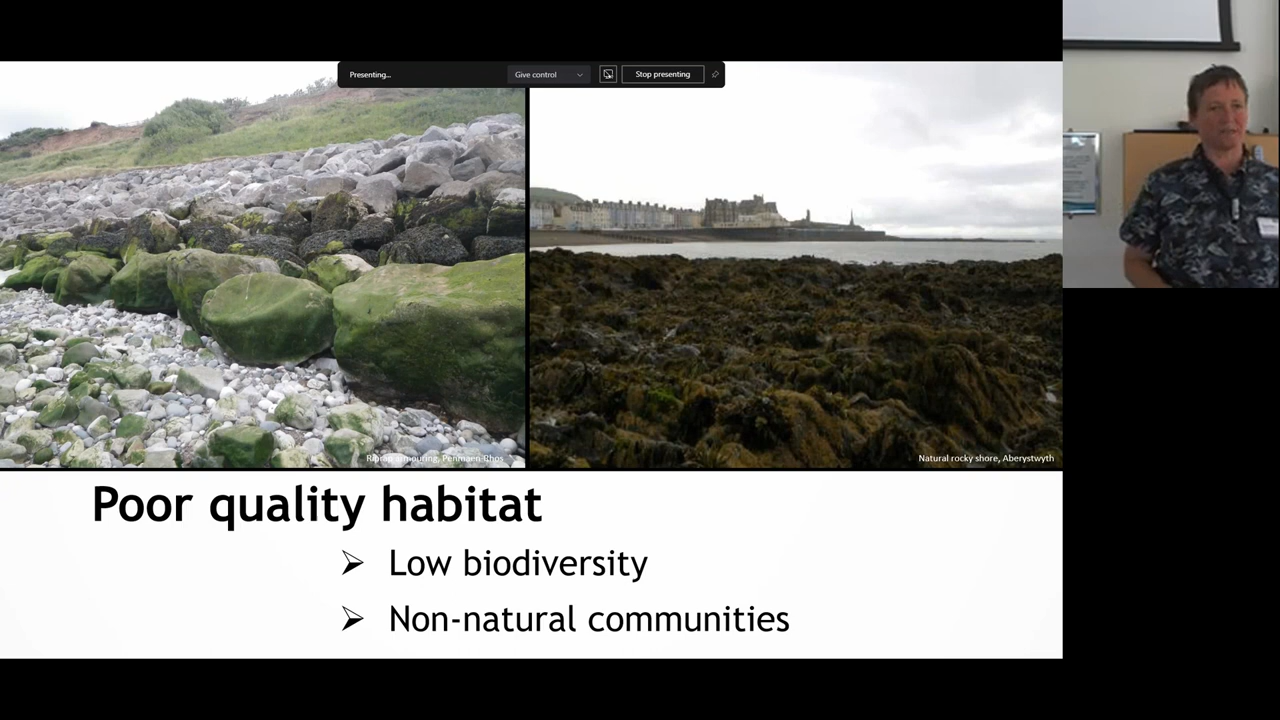 Presenting...
Give control
Stop presenting
Riprap armouring, Penmaen Rhos
Natural rocky shore, Aberystwyth
Poor quality habitat
Low biodiversity
Non-natural communities